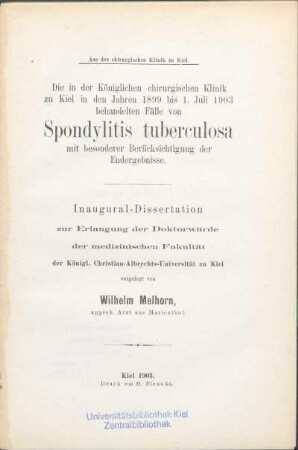 Aus der chirurgischen Klinik zu Kiel.
Die in der Königlichen chirurgischen Klinik
zu Kiel in den Jahren 1899 bis 1. Juli 1903
behandelten Fälle von
Spondylitis tuberculosa
mit besonderer Berücksichtigung der
Endergebnisse.
Inaugural-Dissertation
zur Erlangung der Doktorwürde
der medizinischen Fakultät
der Königl. Christian-Albrechts-Universität zu Kiel
vorgelegt von
Wilhelm Melhorn,
approb. Arzt aus Marienthal.
Kiel 1903.
Druck von H. Fiencke.
Universitätsbibliothek Kiel
Zentralbibliothek